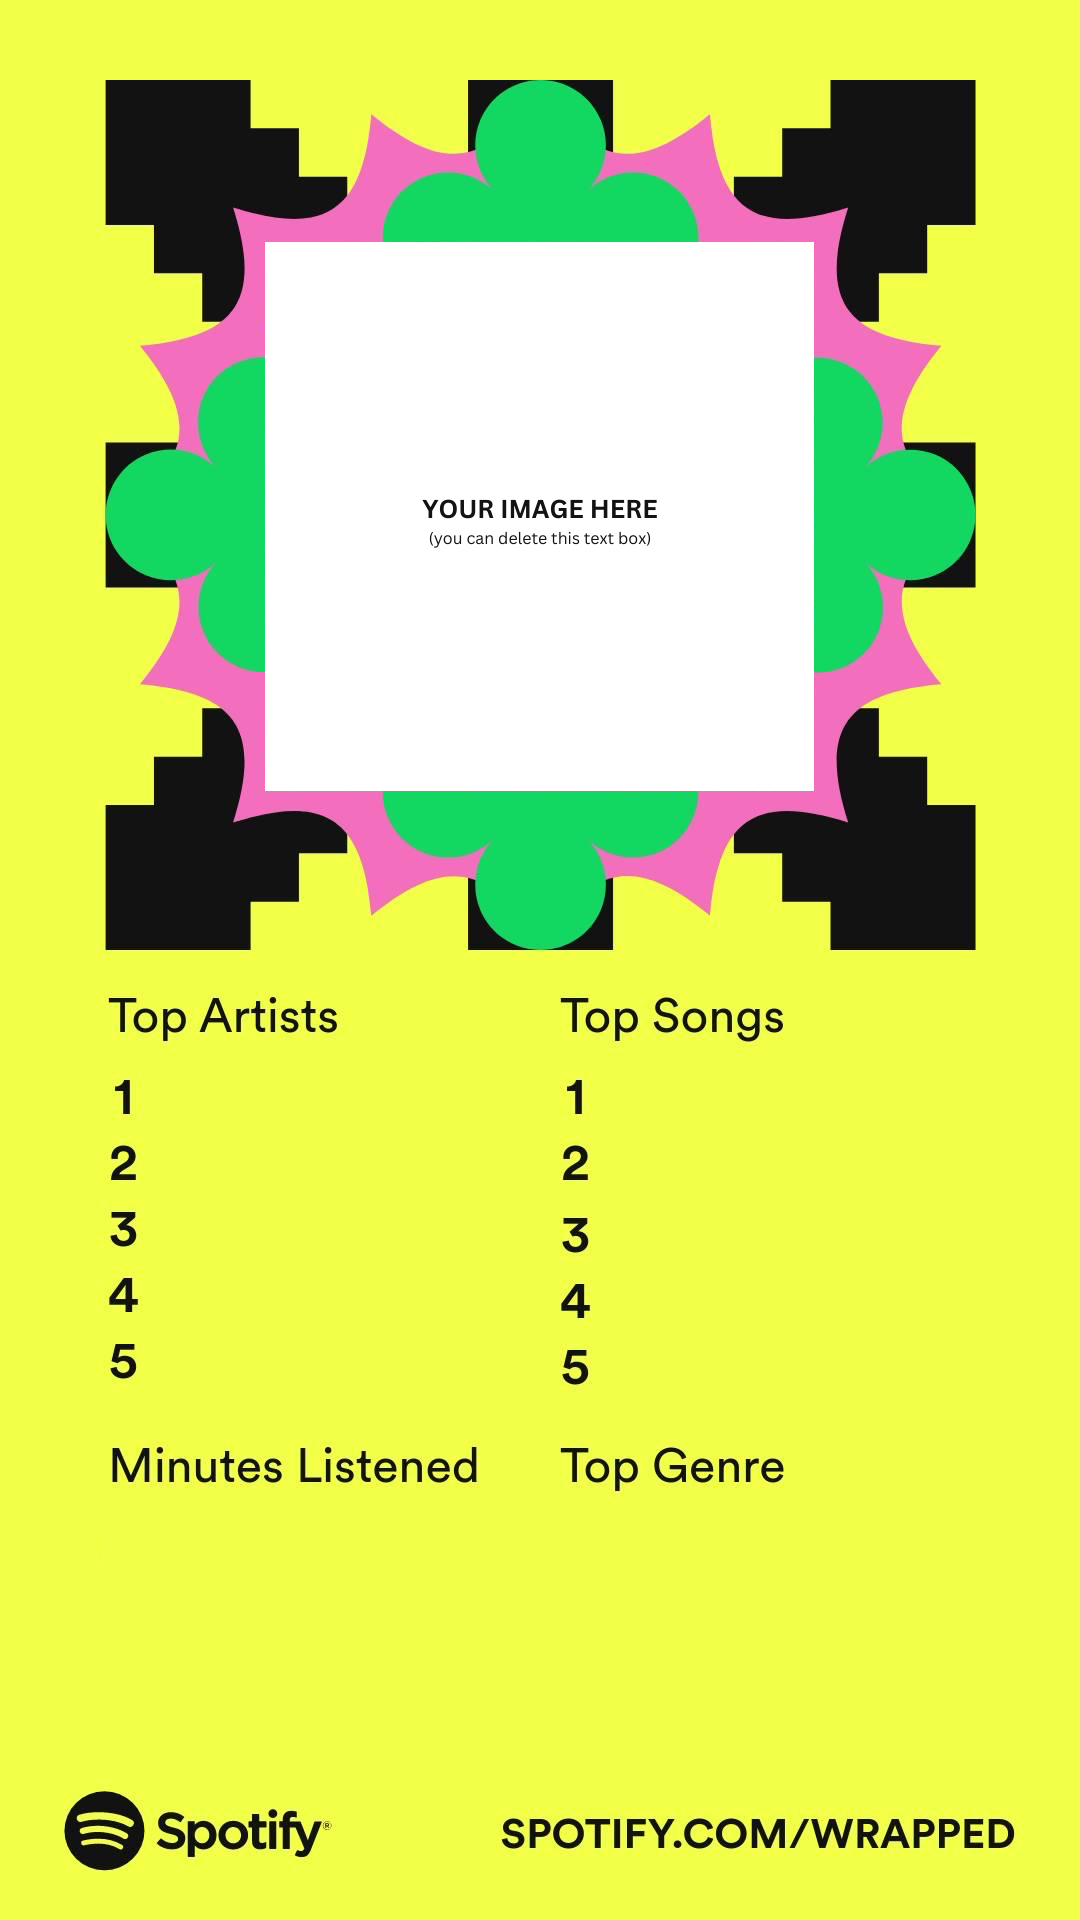 YOUR IMAGE HERE
(you can delete this text box)
Top Artists
1
2
3
4
5
Top Songs
1
2
3
4
5
Minutes Listened
Top Genre
Spotify®
SPOTIFY.COM/WRAPPED